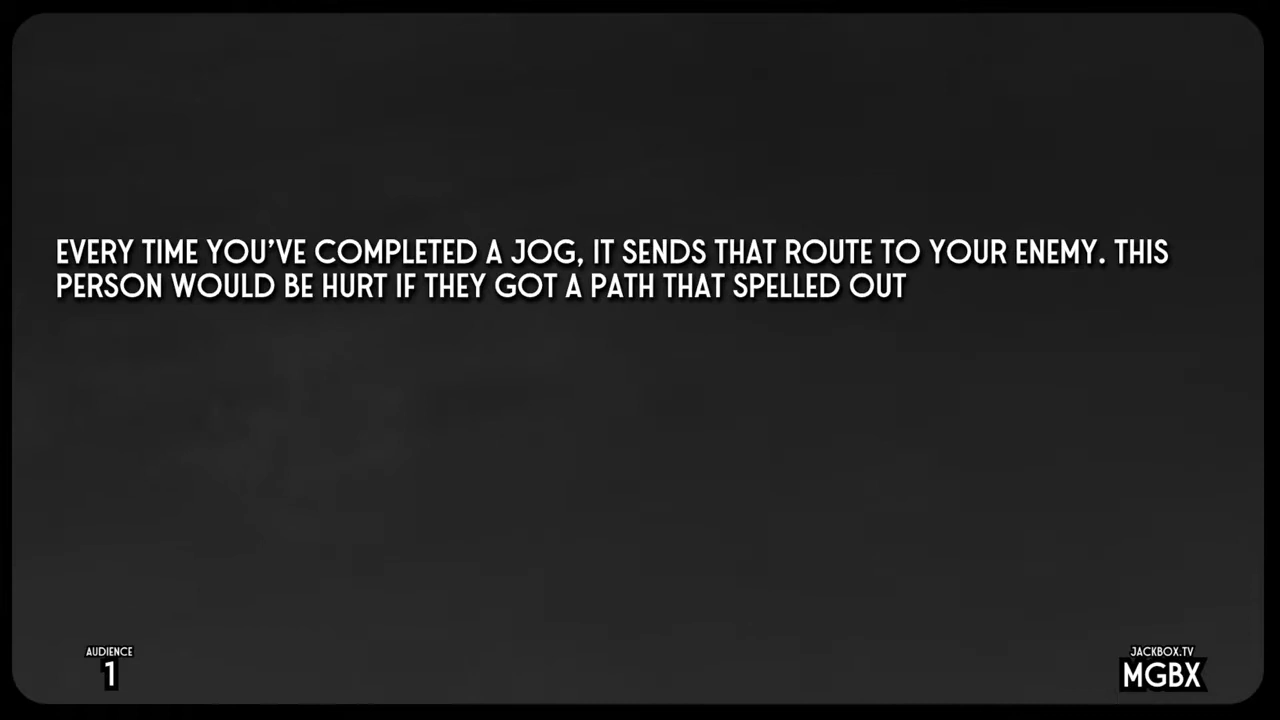 EVERY TIME YOU'VE COMPLETED A JOG, IT SENDS THAT ROUTE TO YOUR ENEMY. THIS
PERSON WOULD BE HURT IF THEY GOT A PATH THAT SPELLED OUT
AUDIENCE
1
JACKBOX.TV
MGBX